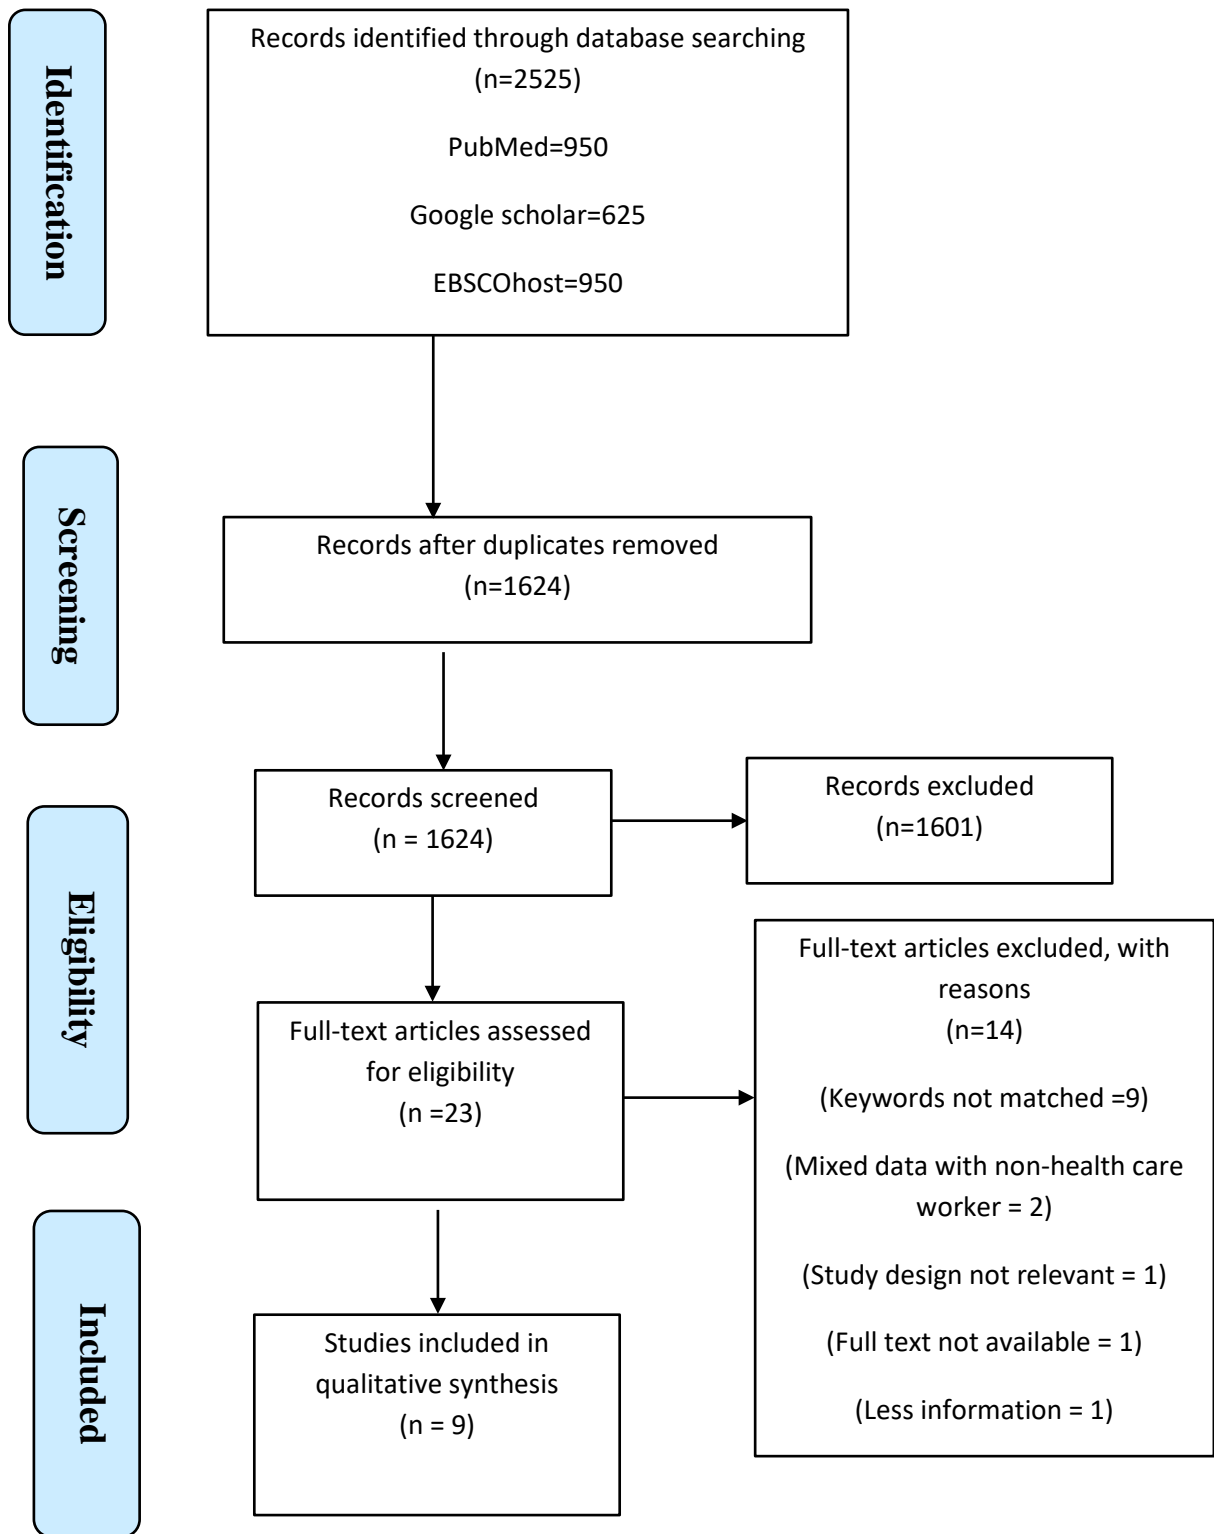 Identification
Records identified through database searching
(n=2525)
PubMed=950
Google scholar=625
EBSCOhost=950
Screening
Records after duplicates removed
(n=1624)
Records screened
(n = 1624)
Records excluded
(n=1601)
Eligibility
Full-text articles assessed
for eligibility
(n =23)
Full-text articles excluded, with
reasons
(n=14)
(Keywords not matched =9)
(Mixed data with non-health care
worker = 2)
(Study design not relevant = 1)
(Full text not available = 1)
(Less information = 1)
Included
Studies included in
qualitative synthesis
(n = 9)